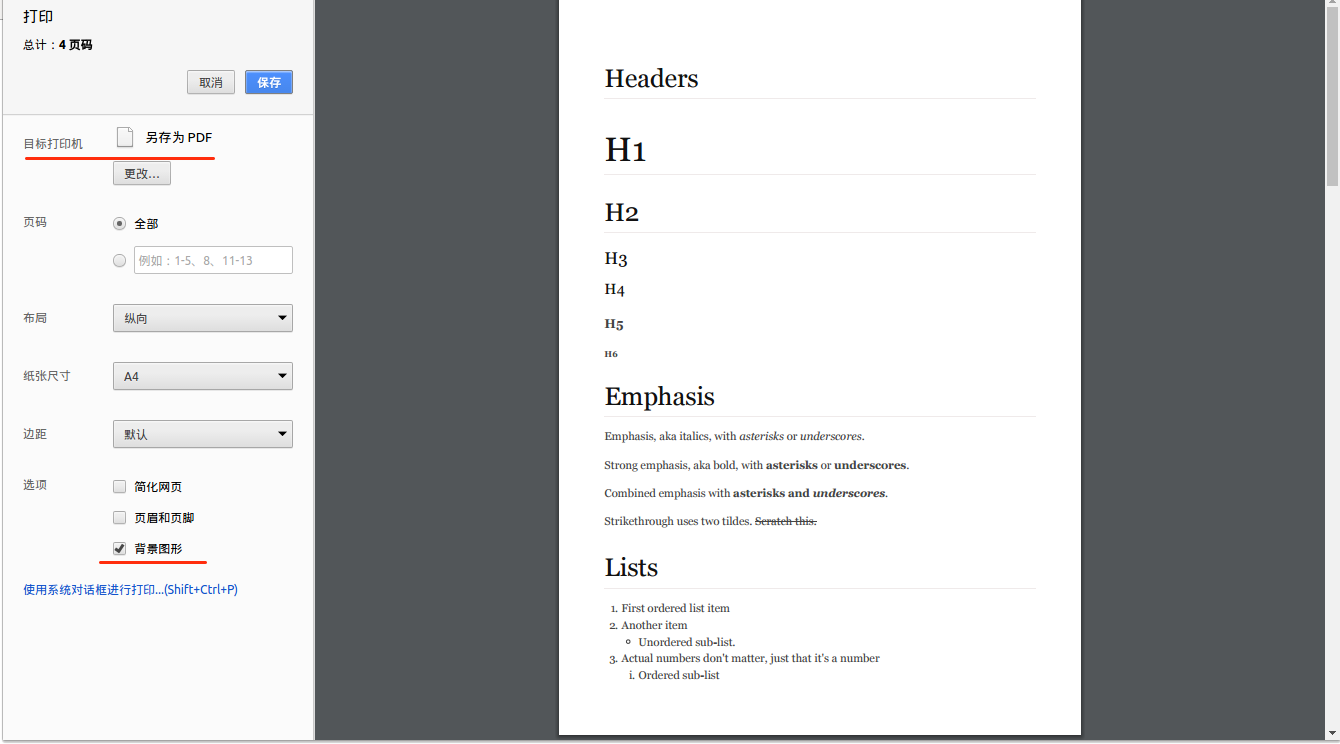 打印
总计：4 页码
取消
保存
目标打印机
另存为 PDF
更改...
页码
全部
例如：1-5、8、11-13
布局
纵向
纸张尺寸
A4
边距
默认
选项
简化网页
页眉和页脚
背景图形
使用系统对话框进行打印...(Shift+Ctrl+P)
Headers
H1
H2
H3
H4
H5
H6
Emphasis
Emphasis, aka italics, with asterisks or underscores.
Strong emphasis, aka bold, with asterisks or underscores.
Combined emphasis with asterisks and underscores.
Strikethrough uses two tildes. Scratch this.
Lists
1. First ordered list item
2. Another item
Unordered sub-list.
3. Actual numbers don't matter, just that it's a number
i. Ordered sub-list